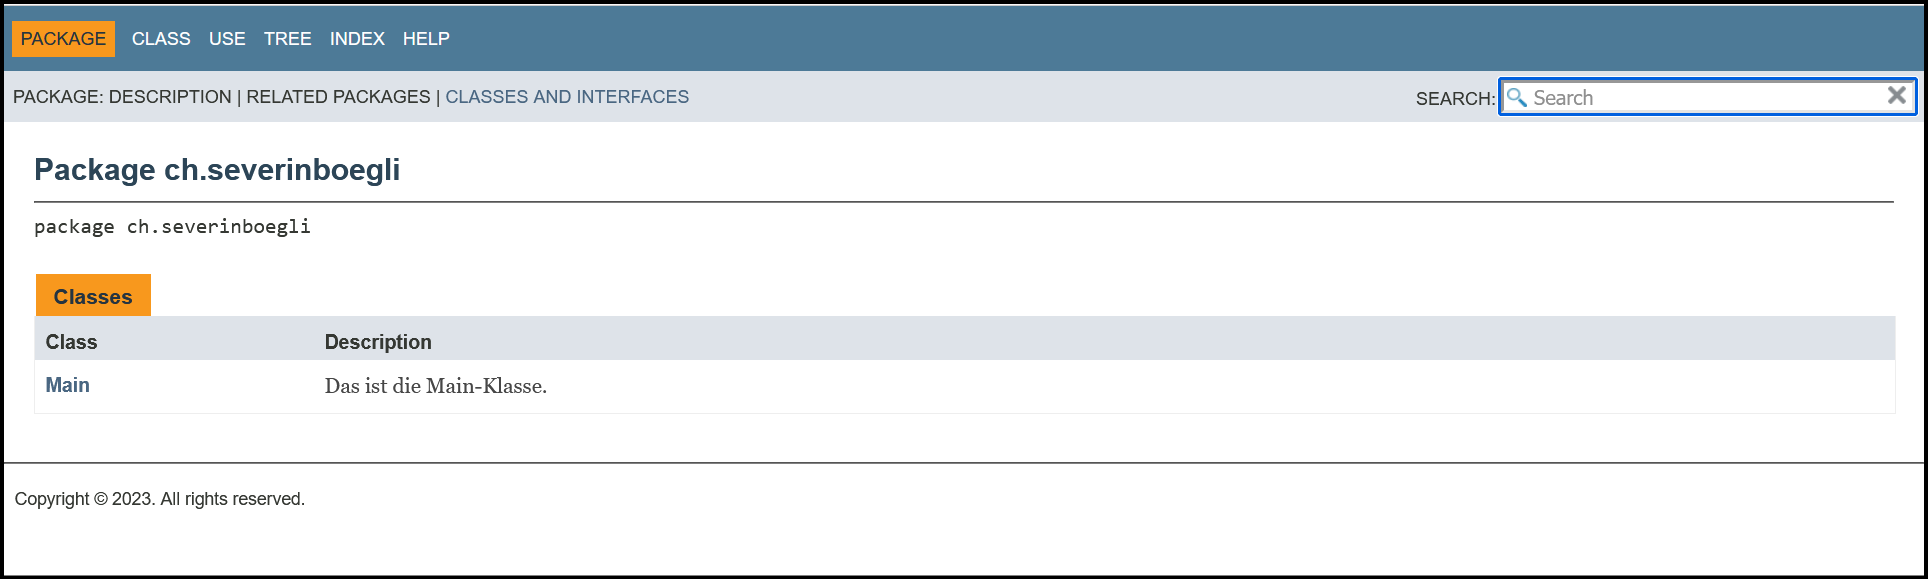 PACKAGE CLASS USE TREE INDEX HELP
PACKAGE: DESCRIPTION | RELATED PACKAGES | CLASSES AND INTERFACES SEARCH: Search
Package ch.severinboegli
package ch.severinboegli
Classes
Class Description
Main Das ist die Main-Klasse.
Copyright © 2023. All rights reserved.